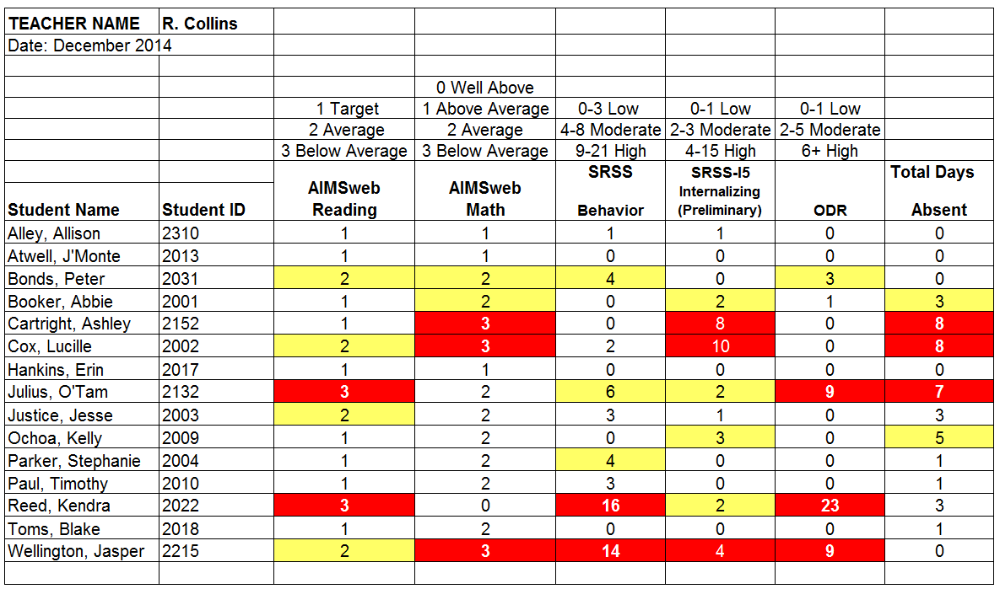 TEACHER NAME R. Collins
Date: December 2014
0 Well Above
1 Target 1 Above Average 0-3 Low 0-1 Low 0-1 Low
2 Average 2 Average 4-8 Moderate 2-3 Moderate 2-5 Moderate
3 Below Average 3 Below Average 9-21 High 4-15 High 6+ High
Student Name Student ID AIMSweb Reading AIMSweb Math SRSS Behavior SRSS-I5 Internalizing (Preliminary) ODR Total Days Absent
Alley, Allison 2310 1 1 1 1 0 0
Atwell, J'Monte 2013 1 1 0 0 0 0
Bonds, Peter 2031 2 2 4 0 3 0
Booker, Abbie 2001 1 2 0 2 1 3
Cartright, Ashley 2152 1 3 0 8 0 8
Cox, Lucille 2002 2 3 2 10 0 8
Hankins, Erin 2017 1 1 0 0 0 0
Julius, O'Tam 2132 3 2 6 2 9 7
Justice, Jesse 2003 2 2 3 1 0 3
Ochoa, Kelly 2009 1 2 0 3 0 5
Parker, Stephanie 2004 1 2 4 0 0 1
Paul, Timothy 2010 1 2 3 0 0 1
Reed, Kendra 2022 3 0 16 2 23 3
Toms, Blake 2018 1 2 0 0 0 1
Wellington, Jasper 2215 2 3 14 4 9 0